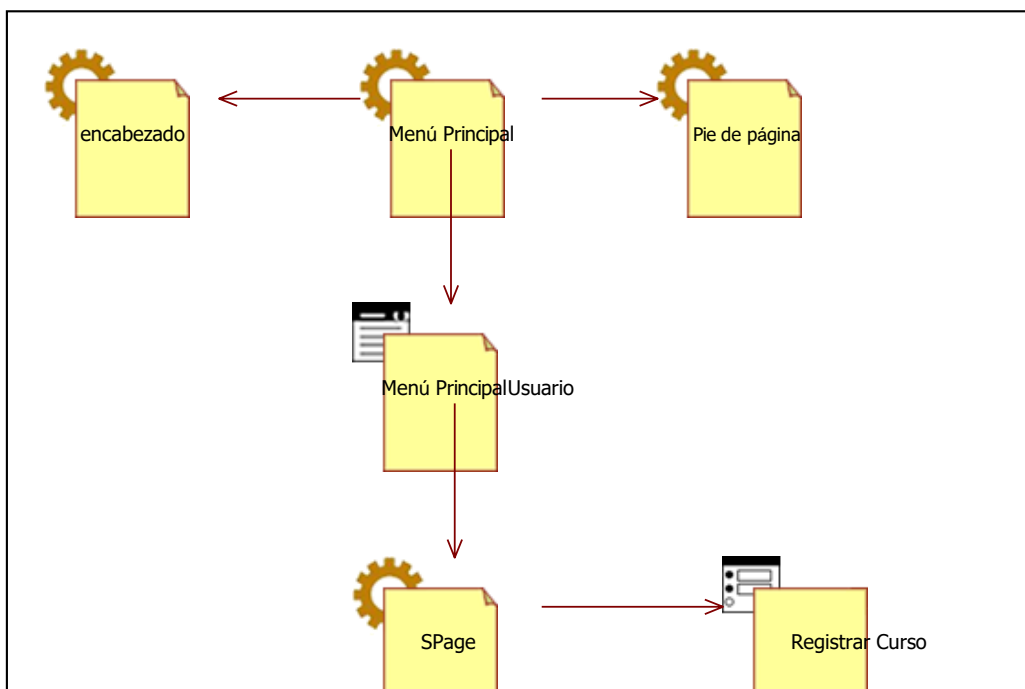 encabezado
Menú Principal
Pie de página
Menú PrincipalUsuario
SPage
Registrar Curso